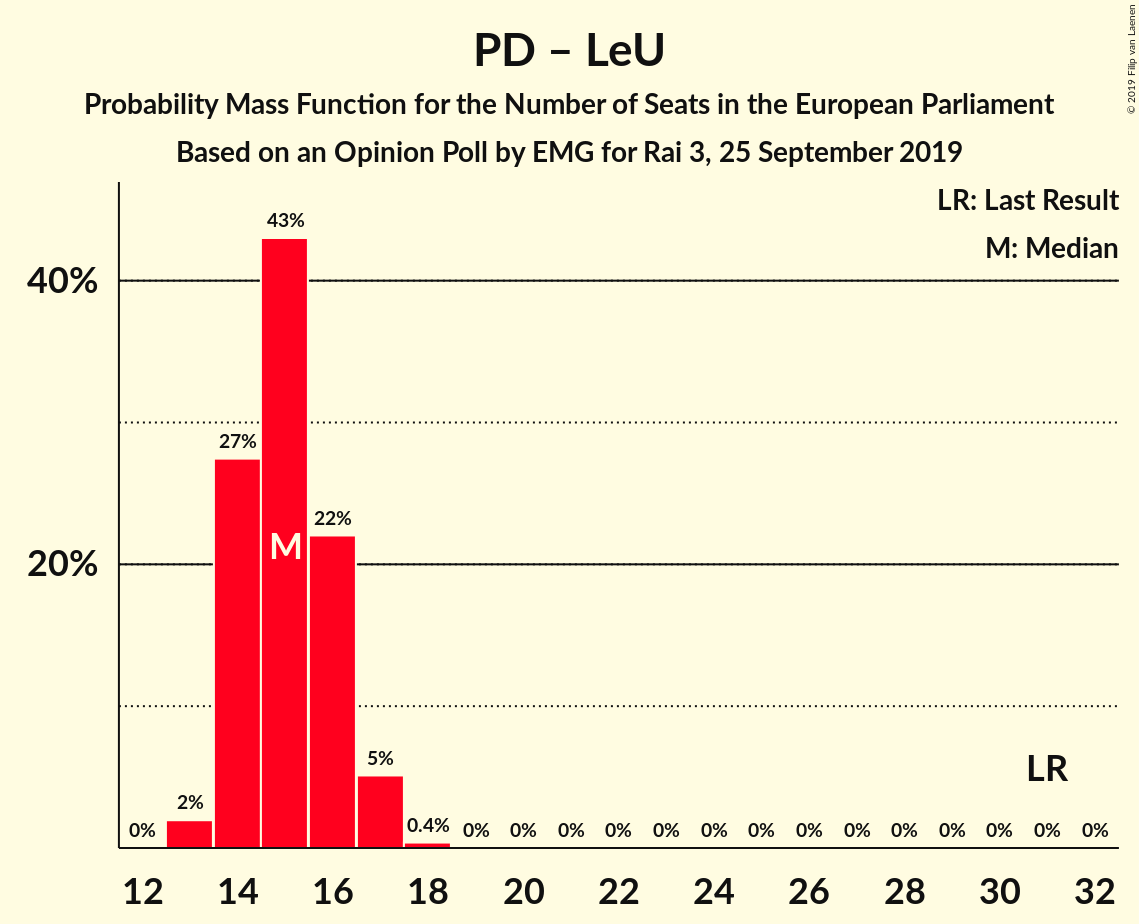 © 2019 Filip van Laenen
PD – LeU
Probability Mass Function for the Number of Seats in the European Parliament
Based on an Opinion Poll by EMG for Rai 3, 25 September 2019
LR: Last Result
M: Median
40%
20%
0% 2% 27% 43% 22% 5% 0.4% 0% 0% 0% 0% 0% 0% 0% 0% 0% 0% 0% 0% 0% 0%
M
LR
12 14 16 18 20 22 24 26 28 30 32